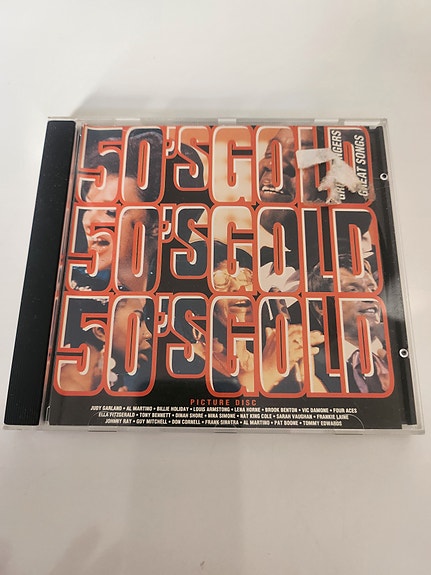 50'S GOLD
GREAT SONGS
50'S GOLD
50'S GOLD
PICTURE DISC
JUDY GARLAND • AL MARTINO • BILLIE HOLIDAY • LOUIS ARMSTRONG • LENA HORNE • BROOK BENTON • VIC DAMONE • FOUR ACES
ELLA FITZGERALD • TONY BENNETT • DINAH SHORE • NINA SIMONE • NAT KING COLE • SARAH VAUGHAN • FRANKIE LAINE
JOHNNY RAY • GUY MITCHELL • DON CORNELL • FRANK SINATRA • AL MARTINO • PAT BOONE • TOMMY EDWARDS